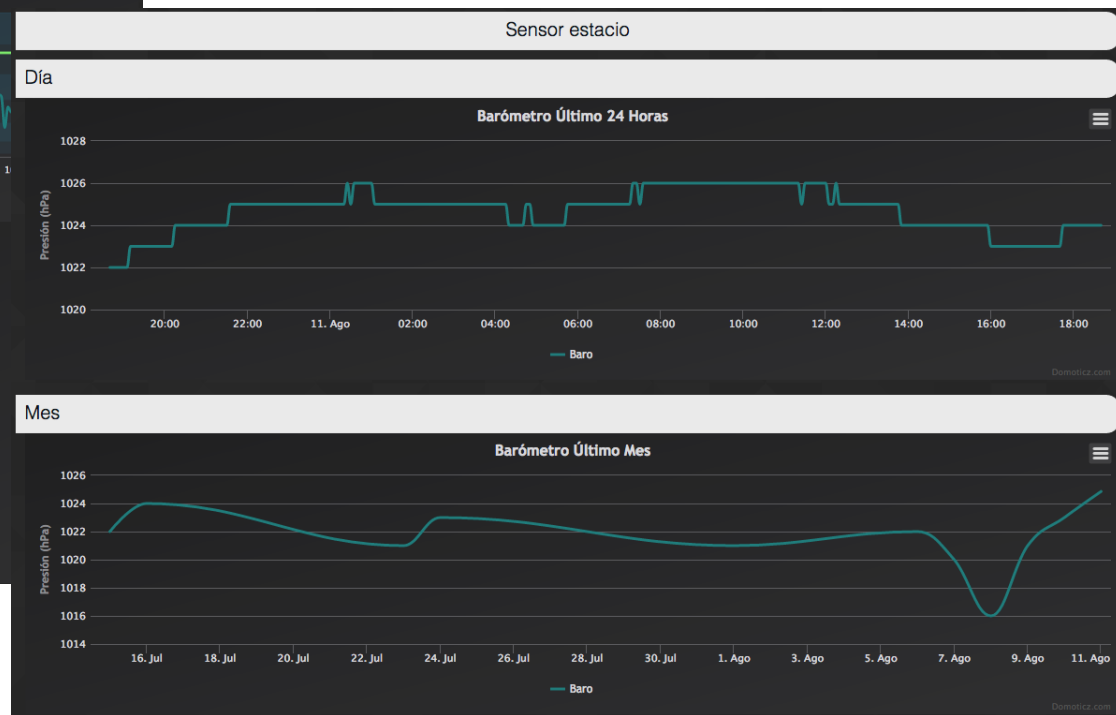 Sensor estacio
Día
Barómetro Último 24 Horas
Presión (hPa)
1028
1026
1024
1022
1020
20:00 22:00 11. Ago 02:00 04:00 06:00 08:00 10:00 12:00 14:00 16:00 18:00
Baro
Domoticz.com
Mes
Barómetro Último Mes
Presión (hPa)
1026
1024
1022
1020
1018
1016
1014
16. Jul 18. Jul 20. Jul 22. Jul 24. Jul 26. Jul 28. Jul 30. Jul 1. Ago 3. Ago 5. Ago 7. Ago 9. Ago 11. Ago
Baro
Domoticz.com